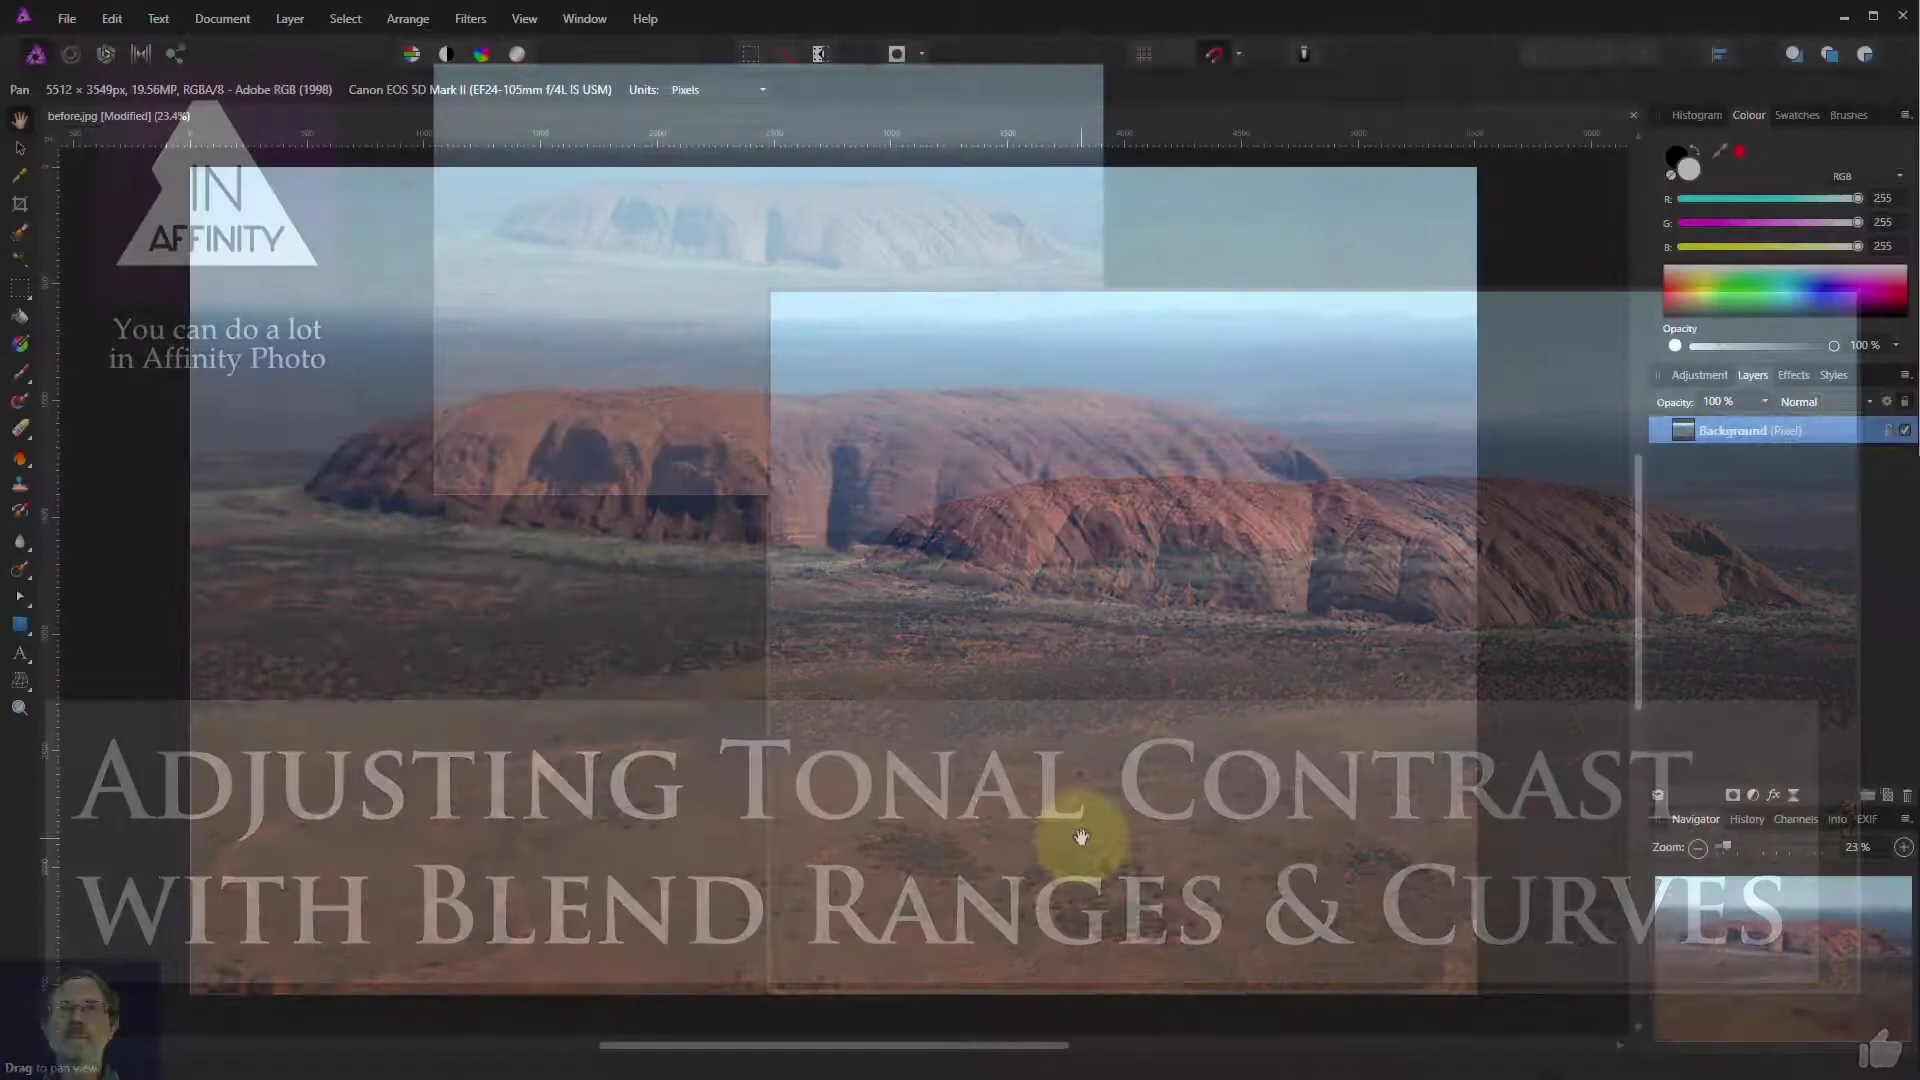 File Edit Text Document Layer Select Arrange Filters View Window Help
Pan 5512 × 3549px, 19.56MP, RGBA/8 - Adobe RGB (1998) Canon EOS 5D Mark II (EF24-105mm f/4L IS USM) Units: Pixels
before.jpg [Modified] (23.4%)
Histogram Colour Swatches Brushes
RGB
R: 255
G: 255
B: 255
Opacity
100 %
Adjustment Layers Effects Styles
Opacity: 100 % Normal
Background (Pixel)
IN
AFFINITY
You can do a lot
in Affinity Photo
Adjusting Tonal Contrast
with Blend Ranges & Curves
fx
Navigator History Channels Info EXIF
Zoom: 23 %
Drag to pan view.